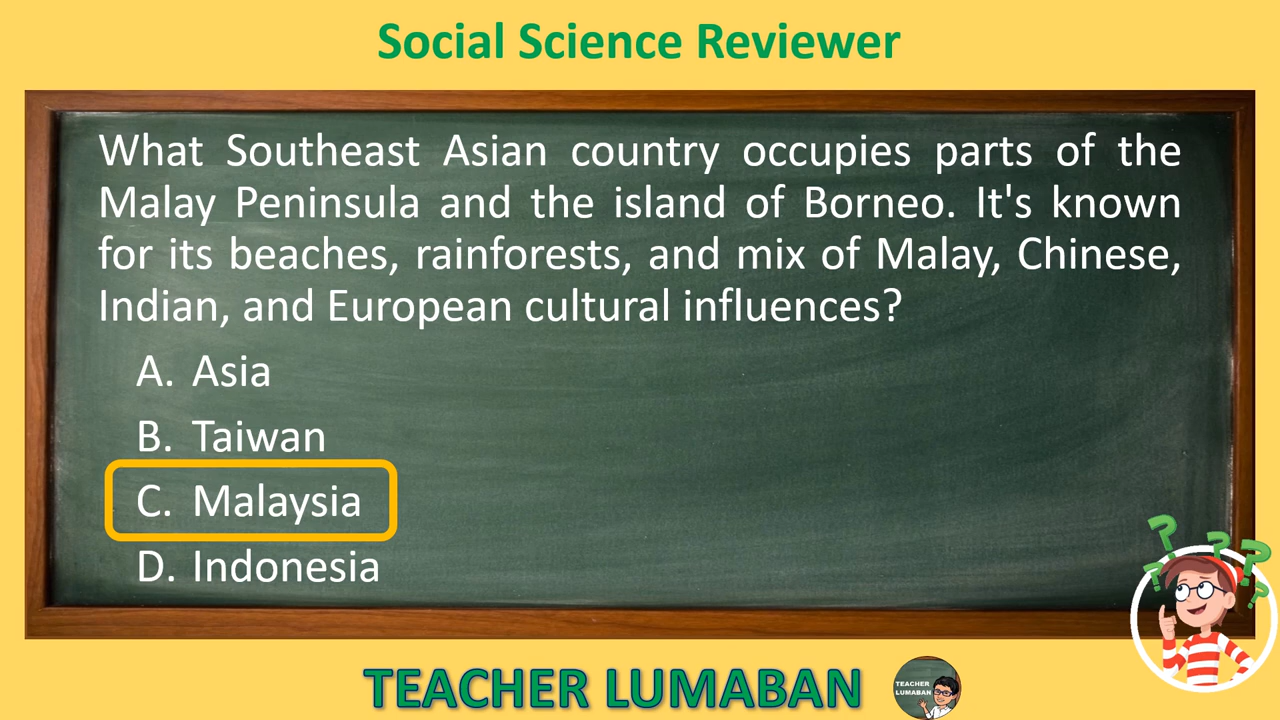 Social Science Reviewer
What Southeast Asian country occupies parts of the
Malay Peninsula and the island of Borneo. It's known
for its beaches, rainforests, and mix of Malay, Chinese,
Indian, and European cultural influences?
A. Asia
B. Taiwan
C. Malaysia
D. Indonesia
TEACHER LUMABAN
TEACHER
LUMABAN